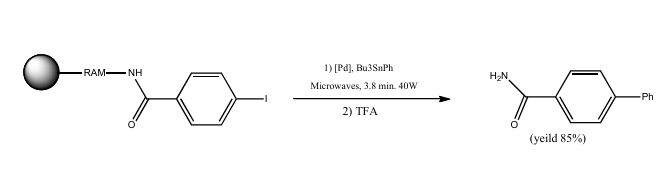 RAM
NH
O
I
1) [Pd], Bu3SnPh
Microwaves, 3.8 min. 40W
2) TFA
H₂N
O
Ph
(yeild 85%)